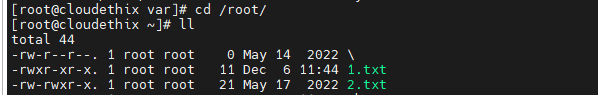 [root@cloudethix var]# cd /root/
[root@cloudethix ~]# ll
total 44
-rw-r--r--. 1 root root   0 May 14  2022 \
-rwxr-xr-x. 1 root root  11 Dec  6 11:44 1.txt
-rw-rwxr-x. 1 root root  21 May 17  2022 2.txt